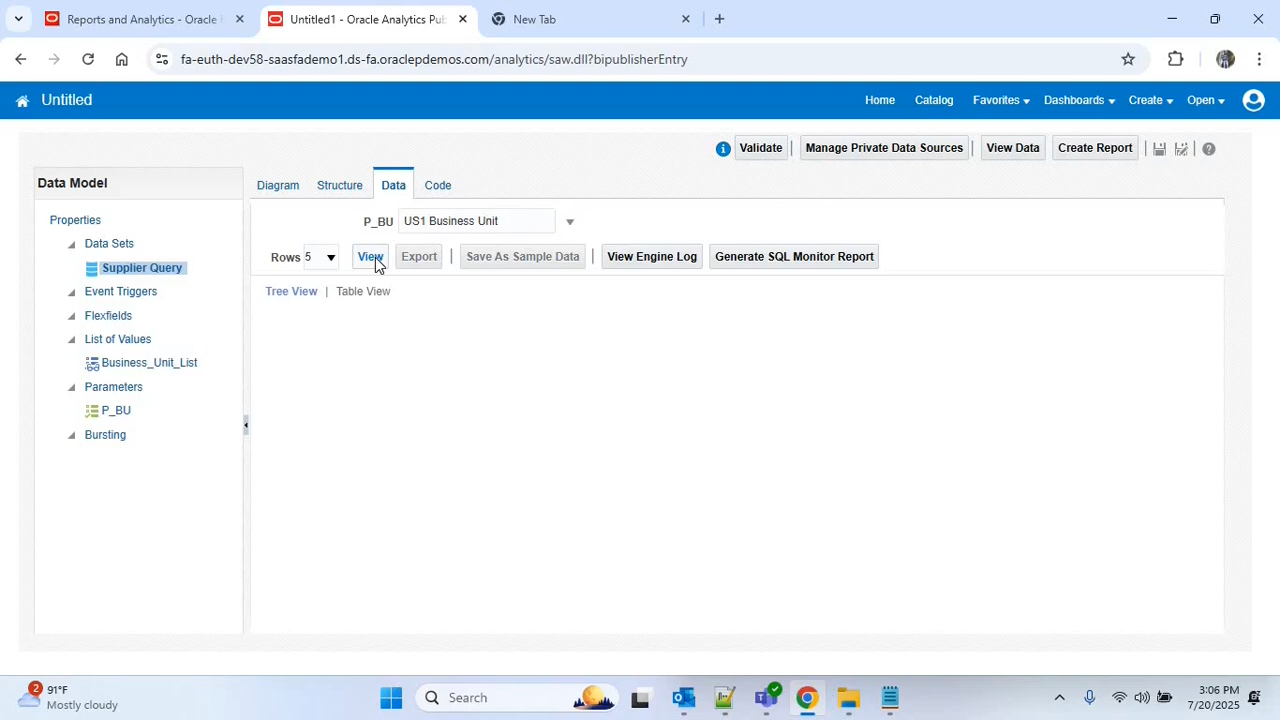 Reports and Analytics - Oracle
Untitled1 - Oracle Analytics Pub
New Tab
fa-euth-dev58-saasfademo1.ds-fa.oraclepdemos.com/analytics/saw.dll?bipublisherEntry
Untitled
Home
Catalog
Favorites
Dashboards
Create
Open
Validate
Manage Private Data Sources
View Data
Create Report
Data Model
Diagram
Structure
Data
Code
Properties
P_BU
US1 Business Unit
Data Sets
Rows
5
View
Export
Save As Sample Data
View Engine Log
Generate SQL Monitor Report
Supplier Query
Event Triggers
Tree View | Table View
Flexfields
List of Values
Business_Unit_List
Parameters
P_BU
Bursting
2
91°F
Mostly cloudy
Search
3:06 PM
7/20/2025